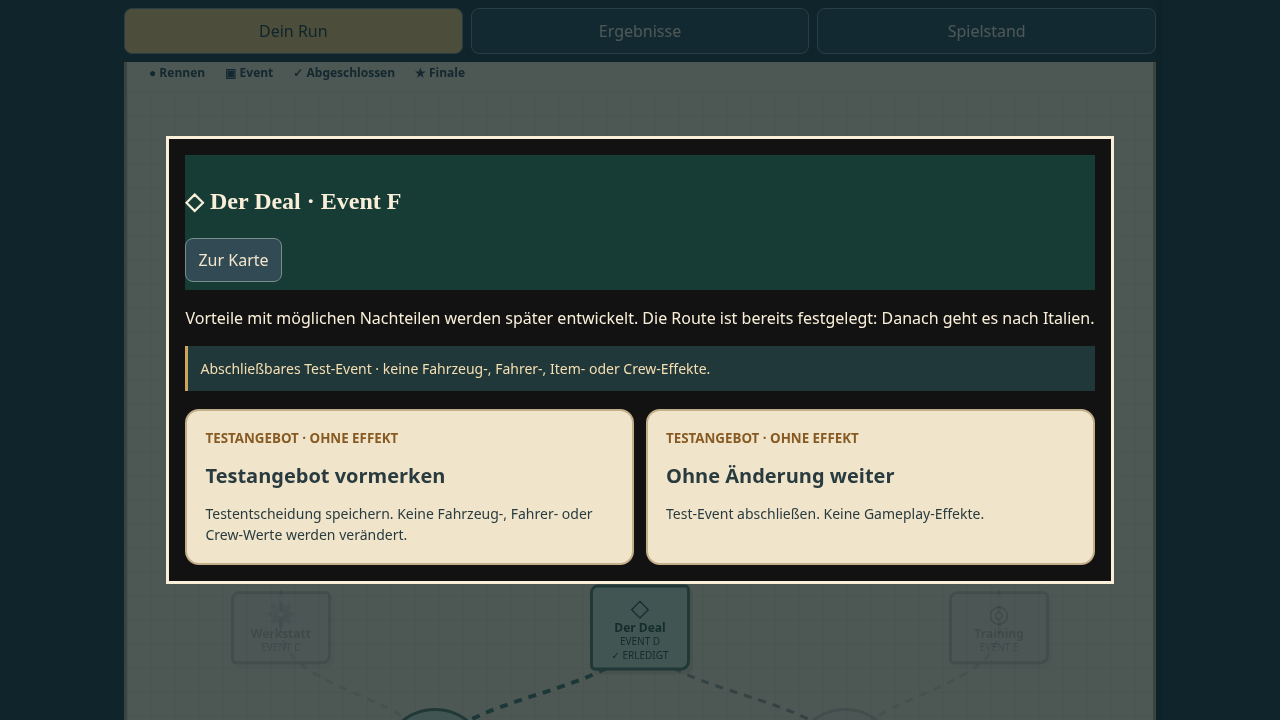 Dein Run
Ergebnisse
Spielstand
● Rennen
▣ Event
✓ Abgeschlossen
★ Finale
◇ Der Deal · Event F
Zur Karte
Vorteile mit möglichen Nachteilen werden später entwickelt. Die Route ist bereits festgelegt: Danach geht es nach Italien.
Abschließbares Test-Event · keine Fahrzeug-, Fahrer-, Item- oder Crew-Effekte.
TESTANGEBOT · OHNE EFFEKT
Testangebot vormerken
Testentscheidung speichern. Keine Fahrzeug-, Fahrer- oder
Crew-Werte werden verändert.
TESTANGEBOT · OHNE EFFEKT
Ohne Änderung weiter
Test-Event abschließen. Keine Gameplay-Effekte.
Werkstatt
EVENT C
◇
Der Deal
EVENT D
✓ ERLEDIGT
Training
EVENT E